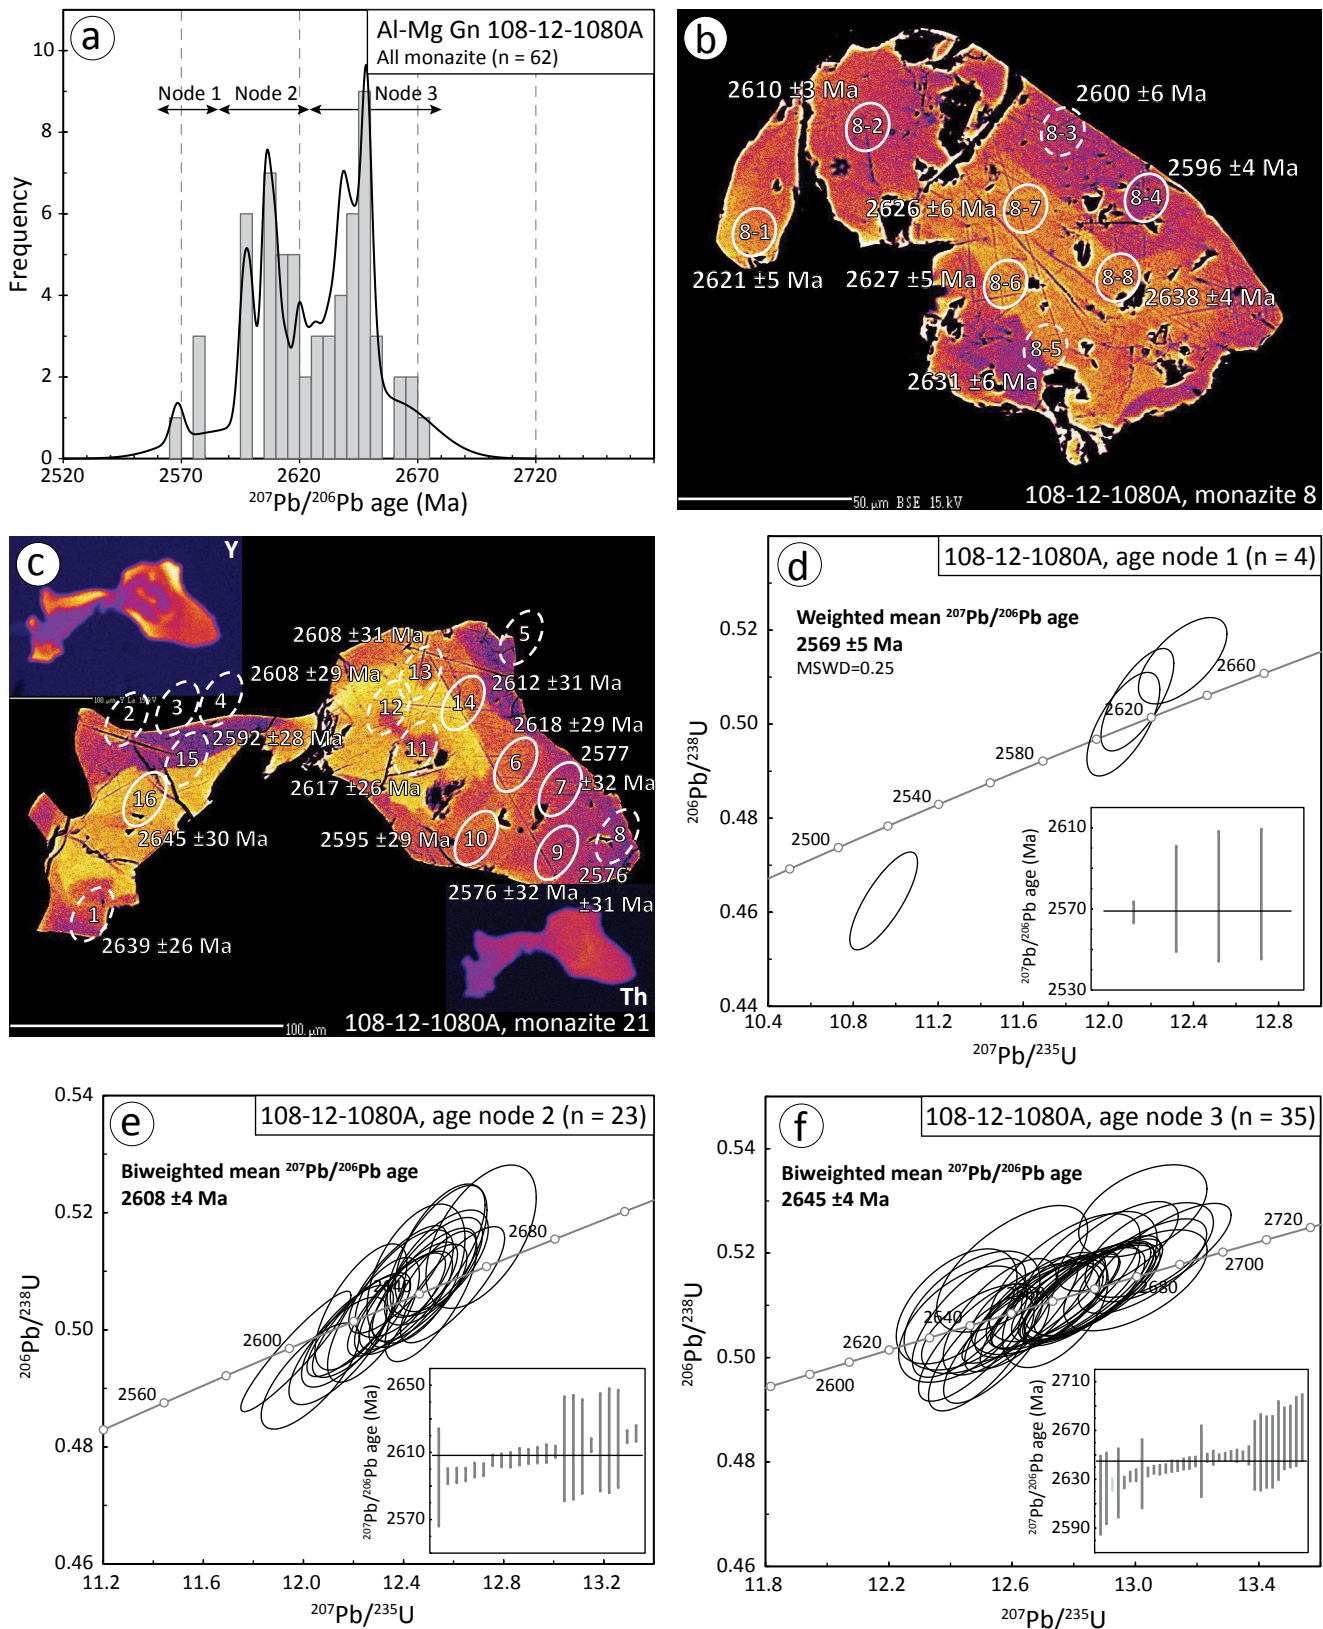 a
Al-Mg Gn 108-12-1080A
All monazite (n = 62)
Node 1
Node 2
Node 3
10
8
6
4
2
0
Frequency
2520
2570
2620
2670
2720
²⁰⁷Pb/²⁰⁶Pb age (Ma)
b
2610 ±3 Ma
8-2
2600 ±6 Ma
8-3
2596 ±4 Ma
8-4
2626 ±6 Ma
8-7
8-1
2621 ±5 Ma
2627 ±5 Ma
8-6
8-8
2638 ±4 Ma
8-5
2631 ±6 Ma
50.µm BSE 15.kV
108-12-1080A, monazite 8
c
Y
100.µm Y La 15.kV
2608 ±31 Ma
5
13
2608 ±29 Ma
2612 ±31 Ma
12
14
2
3
4
2618 ±29 Ma
2592 ±28 Ma
15
11
6
2577
±32 Ma
7
2617 ±26 Ma
16
2645 ±30 Ma
2595 ±29 Ma
10
9
8
2576
±31 Ma
2576 ±32 Ma
1
2639 ±26 Ma
Th
100.µm
108-12-1080A, monazite 21
d
108-12-1080A, age node 1 (n = 4)
Weighted mean ²⁰⁷Pb/²⁰⁶Pb age
2569 ±5 Ma
MSWD=0.25
0.52
0.50
0.48
0.46
0.44
²⁰⁶Pb/²³⁸U
2500
2540
2580
2620
2660
2610
2570
2530
²⁰⁷Pb/²⁰⁶Pb age (Ma)
10.4
10.8
11.2
11.6
12.0
12.4
12.8
²⁰⁷Pb/²³⁵U
e
108-12-1080A, age node 2 (n = 23)
Biweighted mean ²⁰⁷Pb/²⁰⁶Pb age
2608 ±4 Ma
0.54
0.52
0.50
0.48
0.46
²⁰⁶Pb/²³⁸U
2560
2600
2680
2650
2610
2570
²⁰⁷Pb/²⁰⁶Pb age (Ma)
11.2
11.6
12.0
12.4
12.8
13.2
²⁰⁷Pb/²³⁵U
f
108-12-1080A, age node 3 (n = 35)
Biweighted mean ²⁰⁷Pb/²⁰⁶Pb age
2645 ±4 Ma
0.54
0.52
0.50
0.48
0.46
²⁰⁶Pb/²³⁸U
2600
2620
2640
2680
2700
2720
2710
2670
2630
2590
²⁰⁷Pb/²⁰⁶Pb age (Ma)
11.8
12.2
12.6
13.0
13.4
²⁰⁷Pb/²³⁵U